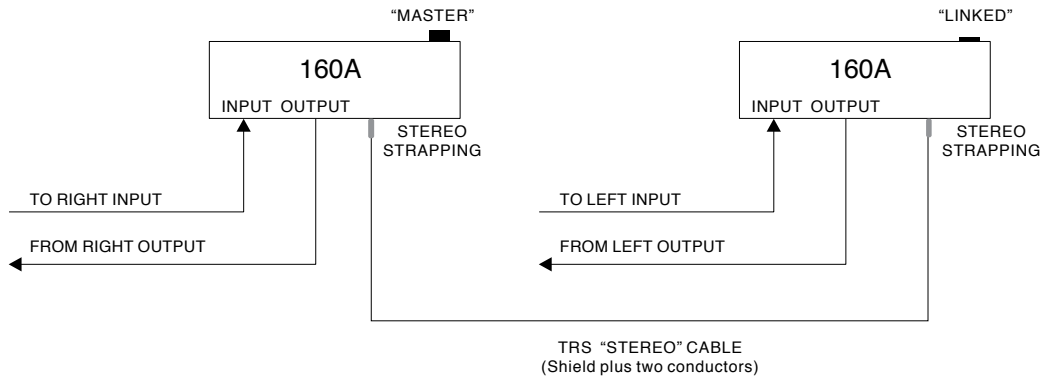 “MASTER”
“LINKED”
160A
160A
INPUT OUTPUT
INPUT OUTPUT
STEREO
STRAPPING
STEREO
STRAPPING
TO RIGHT INPUT
TO LEFT INPUT
FROM RIGHT OUTPUT
FROM LEFT OUTPUT
TRS “STEREO” CABLE
(Shield plus two conductors)